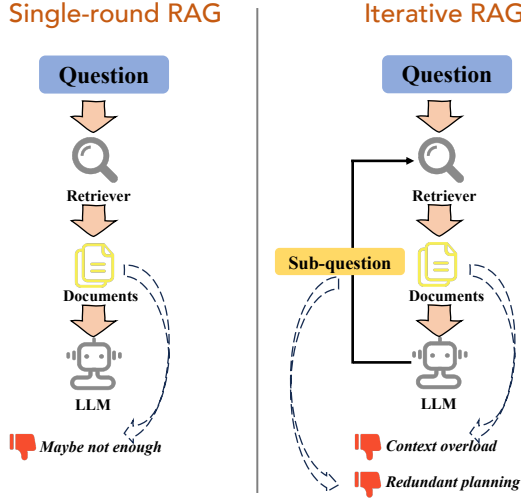 Single-round RAG
Question
Retriever
Documents
LLM
Maybe not enough
Iterative RAG
Question
Retriever
Sub-question
Documents
LLM
Context overload
Redundant planning